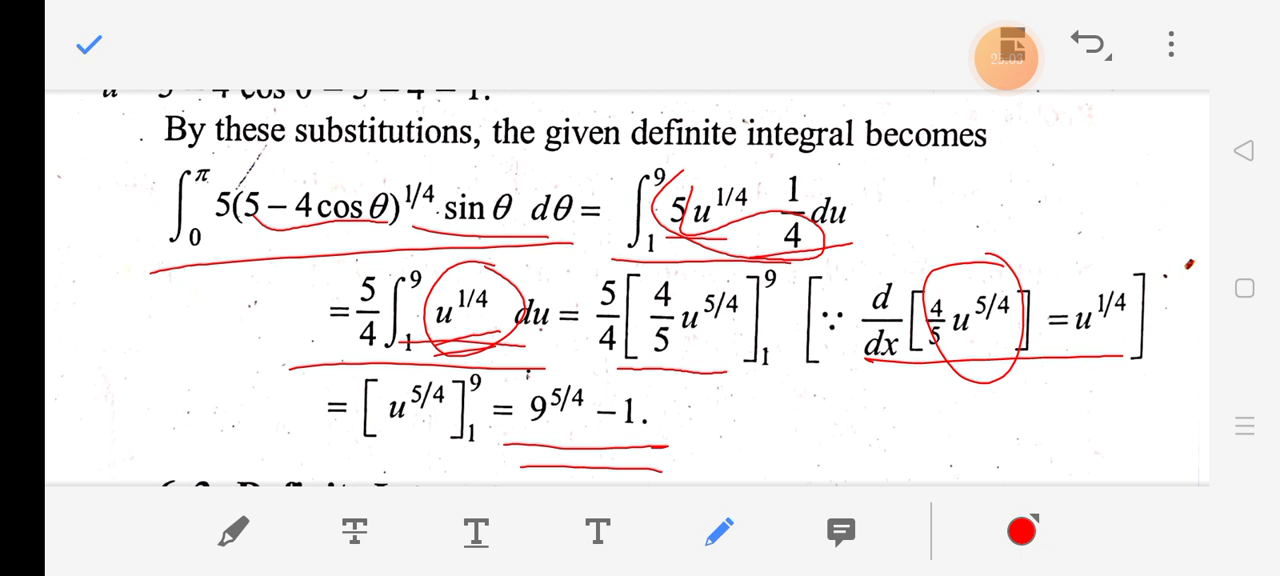 25:03
By these substitutions, the given definite integral becomes
∫₀^π 5(5 – 4 cos θ)^1/4 . sin θ dθ = ∫₁⁹ 5u^1/4 1/4 du
= 5/4 ∫₁⁹ u^1/4 du = 5/4 [4/5 u^5/4]₁⁹ [∵ d/dx [4/5 u^5/4] = u^1/4]
= [u^5/4]₁⁹ = 9^5/4 – 1.
T T T